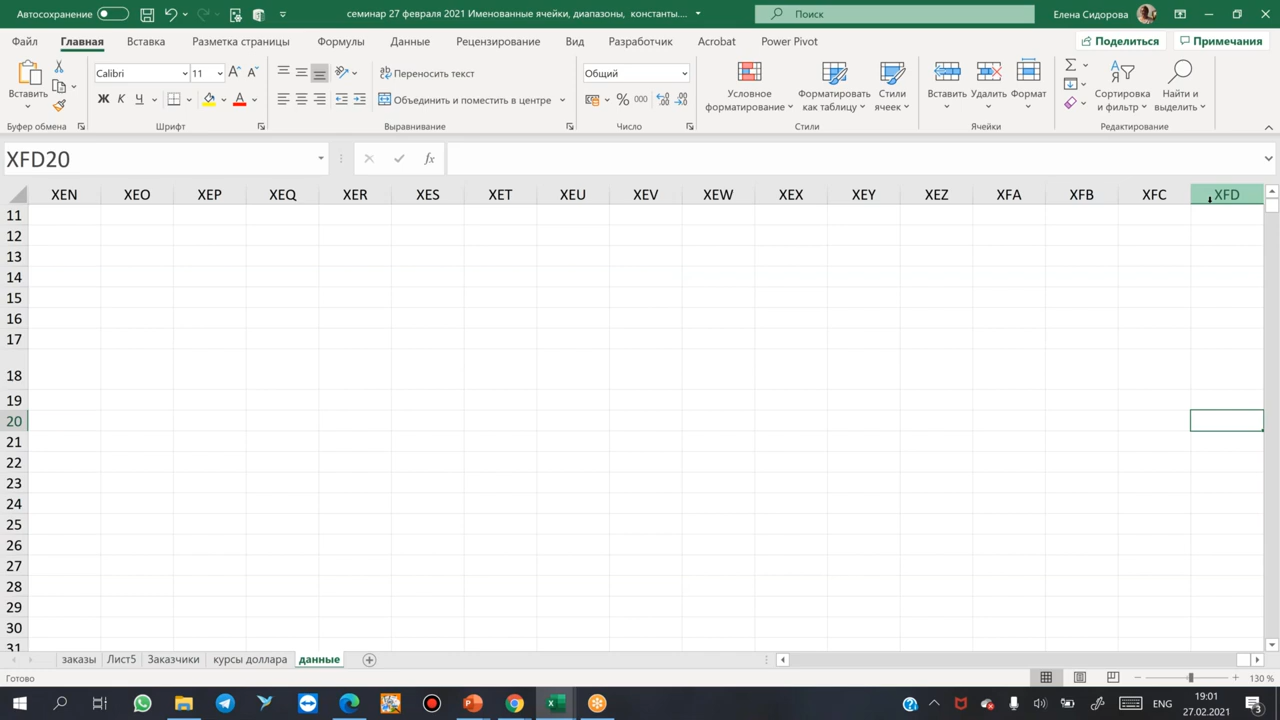 Автосохранение
семинар 27 февраля 2021 Именованные ячейки, диапазоны, константы....
Поиск
Елена Сидорова
Файл Главная Вставка Разметка страницы Формулы Данные Рецензирование Вид Разработчик Acrobat Power Pivot Поделиться Примечания
Вставить
Буфер обмена
Calibri 11
Ж К Ч
Шрифт
Переносить текст
Объединить и поместить в центре
Выравнивание
Общий
% 000
Число
Условное форматирование
Форматировать как таблицу
Стили ячеек
Стили
Вставить Удалить Формат
Ячейки
Сортировка и фильтр
Найти и выделить
Редактирование
XFD20 fx
XEN XEO XEP XEQ XER XES XET XEU XEV XEW XEX XEY XEZ XFA XFB XFC XFD
11
12
13
14
15
16
17
18
19
20
21
22
23
24
25
26
27
28
29
30
31
заказы Лист5 Заказчики курсы доллара данные
Готово 130 %
ENG 19:01
27.02.2021 3